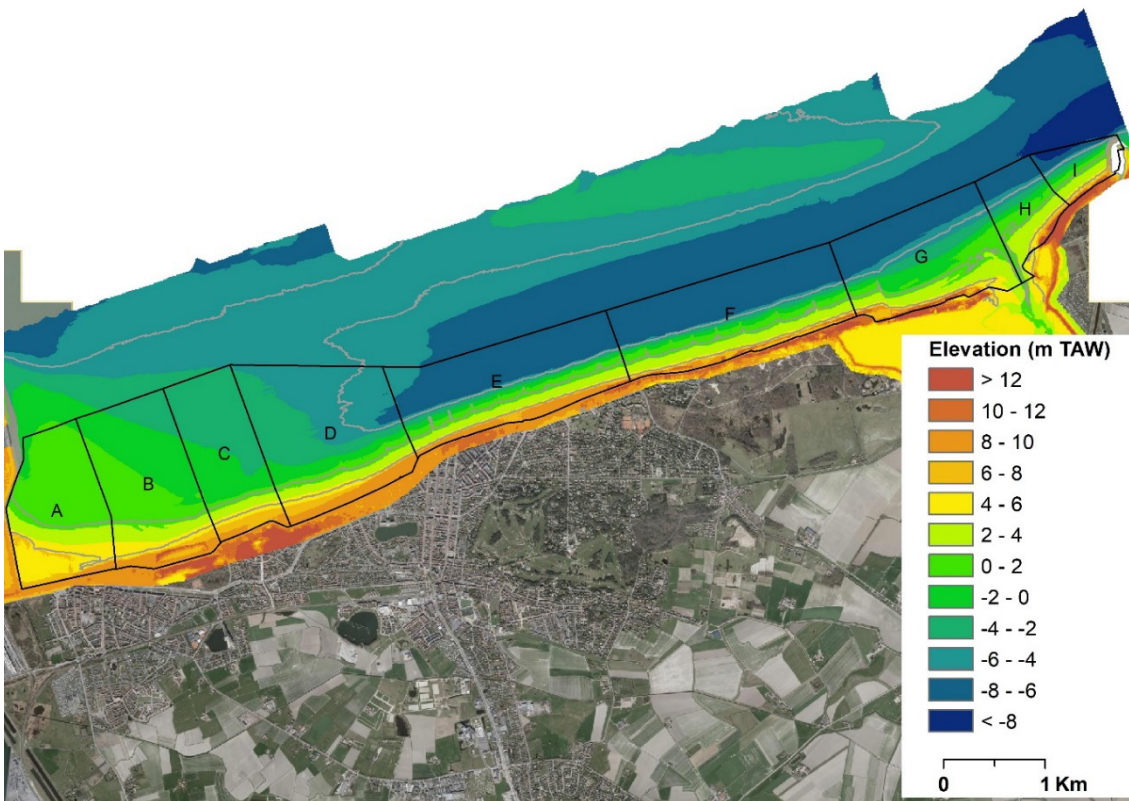 I
H
G
F
E
D
C
B
A
Elevation (m TAW)
> 12
10 - 12
8 - 10
6 - 8
4 - 6
2 - 4
0 - 2
-2 - 0
-4 - -2
-6 - -4
-8 - -6
< -8
0 1 Km